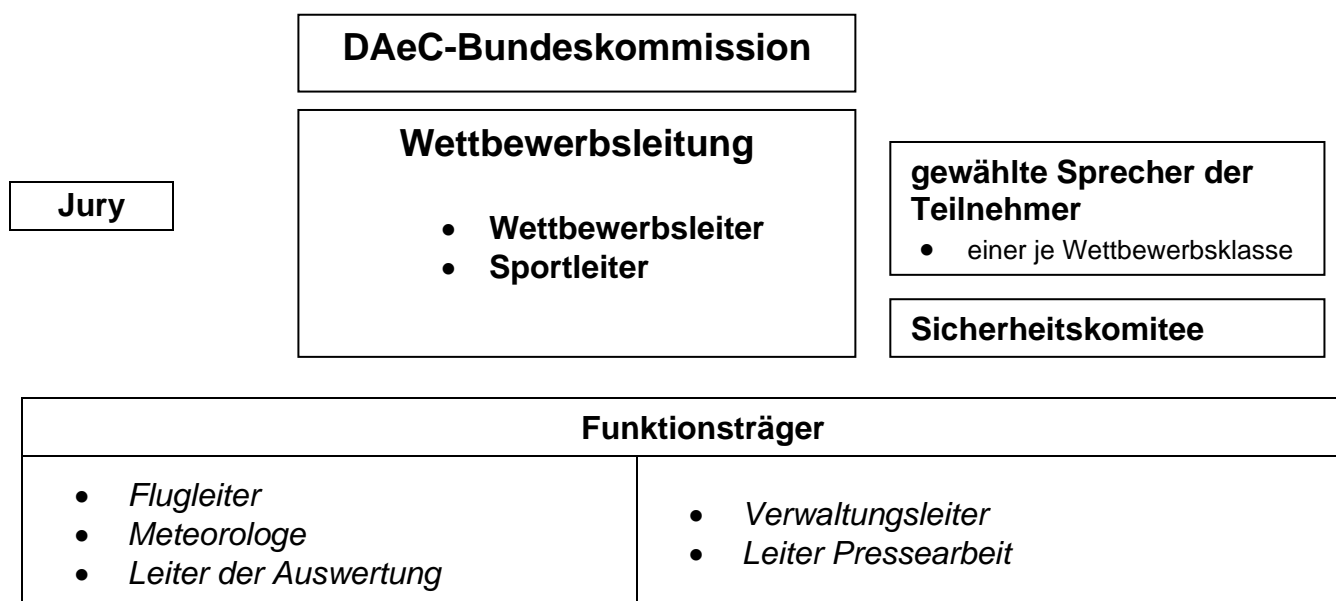 DAeC-Bundeskommission
Wettbewerbsleitung
• Wettbewerbsleiter
• Sportleiter
Jury
gewählte Sprecher der
Teilnehmer
• einer je Wettbewerbsklasse
Sicherheitskomitee
Funktionsträger
• Flugleiter
• Meteorologe
• Leiter der Auswertung
• Verwaltungsleiter
• Leiter Pressearbeit